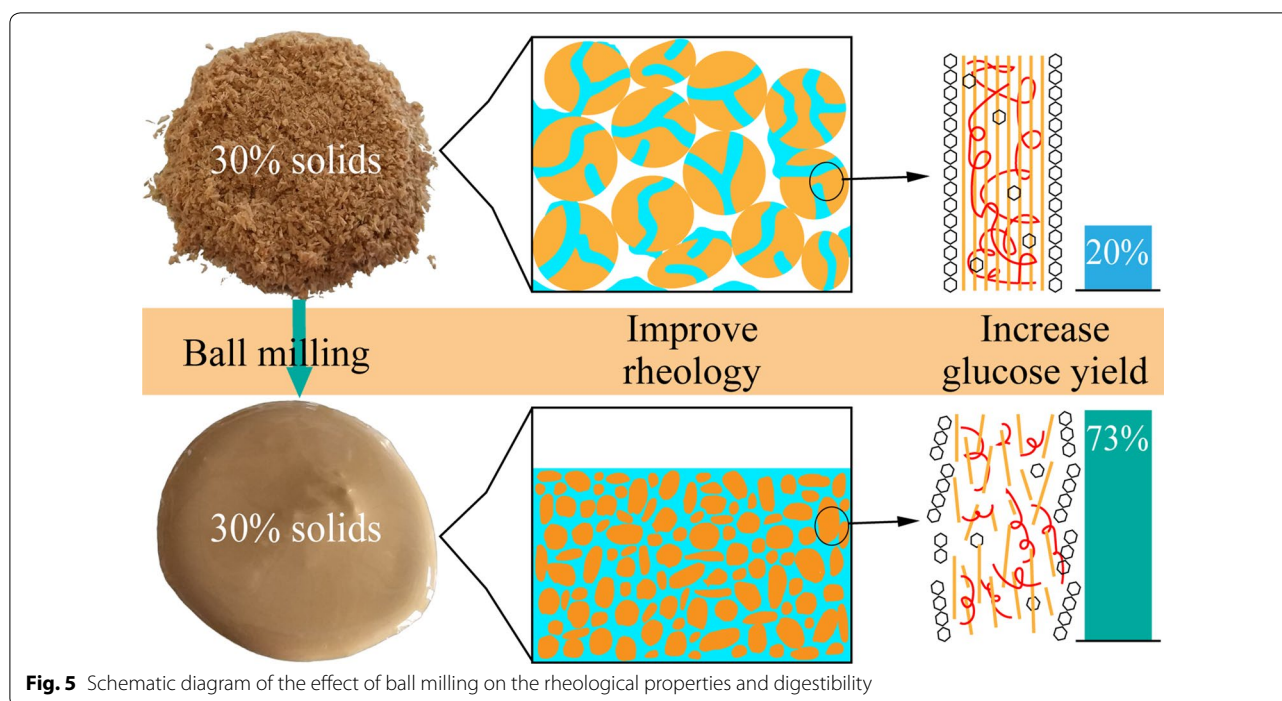 30% solids
20%
Ball milling
Improve
rheology
Increase
glucose yield
30% solids
73%
Fig. 5 Schematic diagram of the effect of ball milling on the rheological properties and digestibility